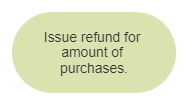 Issue refund for
amount of
purchases.